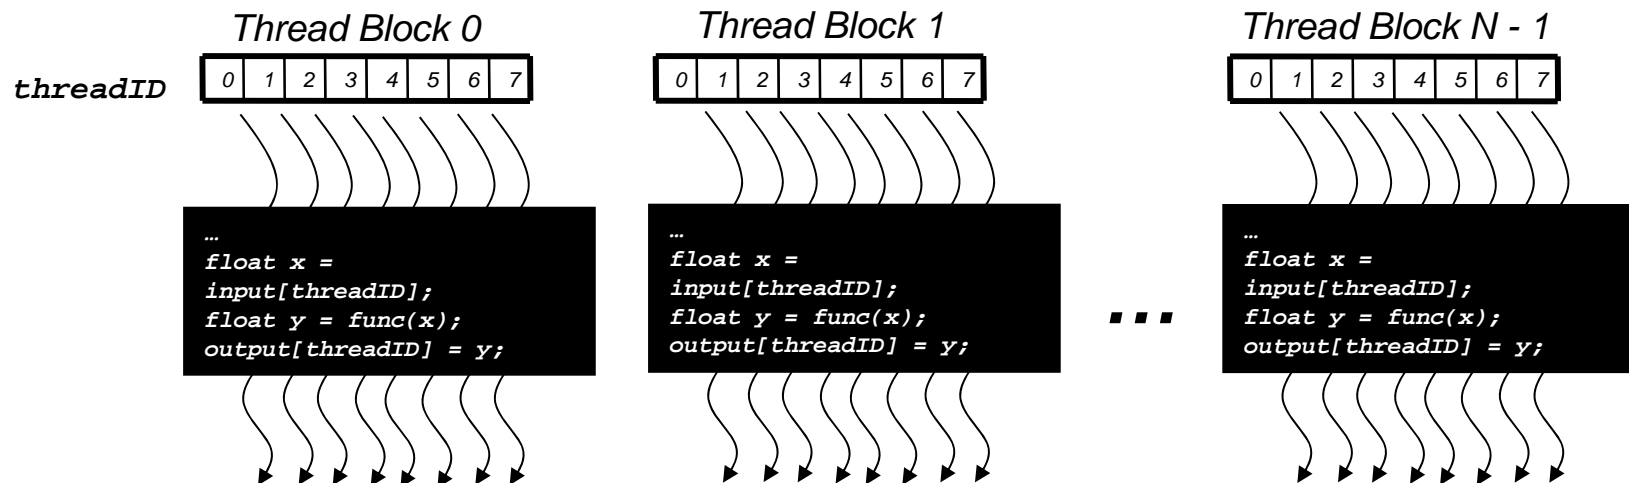 Thread Block 0
Thread Block 1
Thread Block N - 1
threadID
0 1 2 3 4 5 6 7
0 1 2 3 4 5 6 7
0 1 2 3 4 5 6 7
…
float x =
input[threadID];
float y = func(x);
output[threadID] = y;
…
float x =
input[threadID];
float y = func(x);
output[threadID] = y;
...
…
float x =
input[threadID];
float y = func(x);
output[threadID] = y;